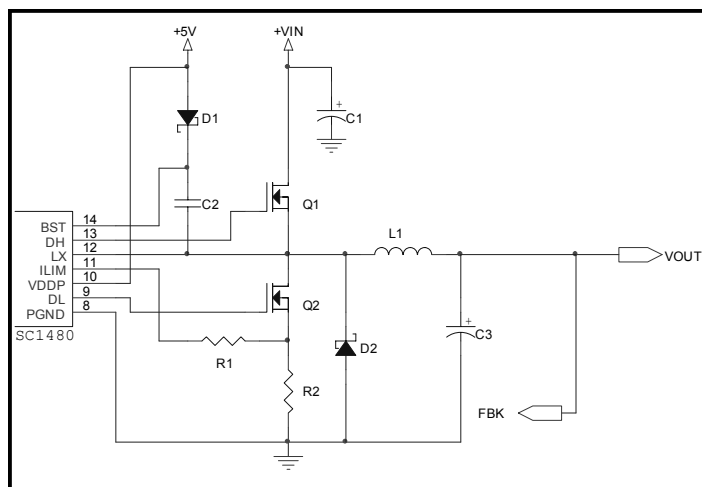 +5V
+VIN
D1
+
C1
C2
Q1
14
BST
13
DH
12
LX
11
ILIM
10
VDDP
9
DL
8
PGND
SC1480
L1
VOUT
Q2
+
C3
D2
R1
R2
FBK